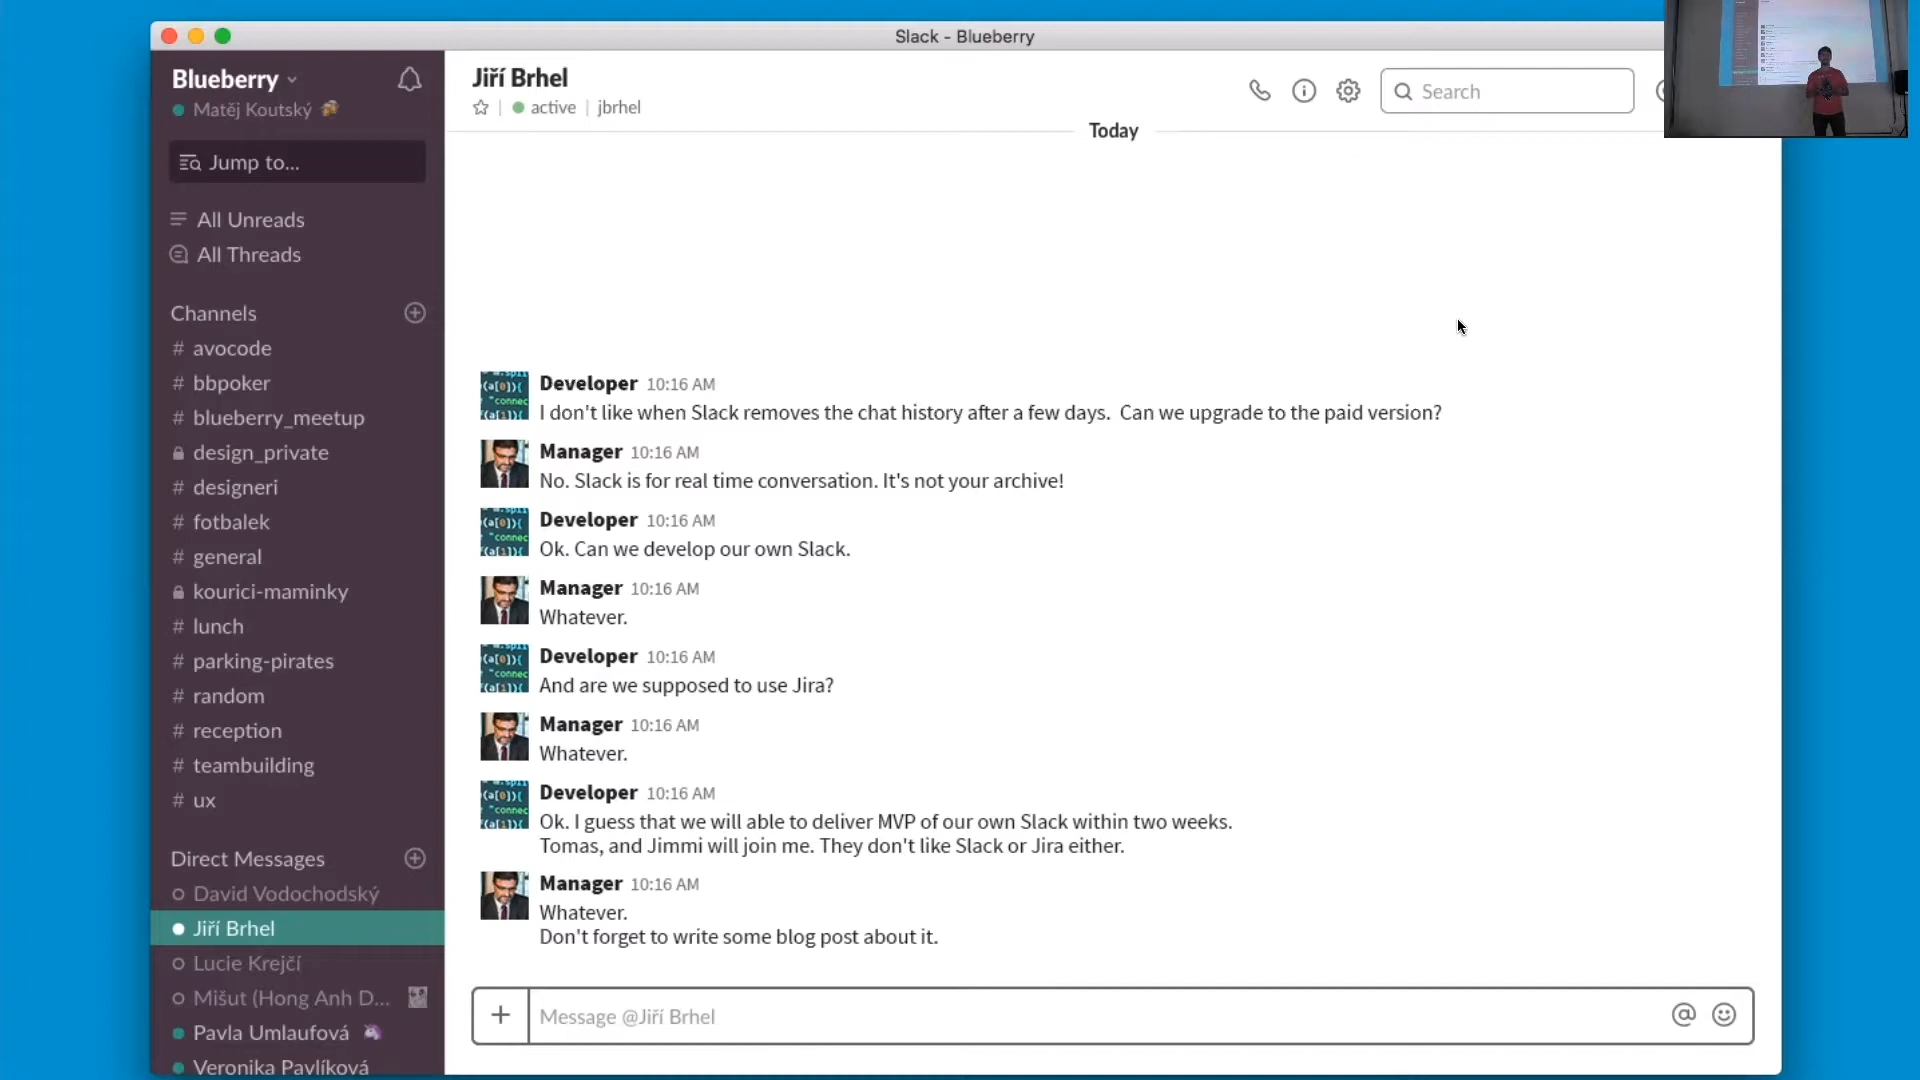 Slack - Blueberry
Blueberry
Matěj Koutský
Jump to...
All Unreads
All Threads
Channels
# avocode
# bbpoker
# blueberry_meetup
design_private
# designeri
# fotbalek
# general
kourici-maminky
# lunch
# parking-pirates
# random
# reception
# teambuilding
# ux
Direct Messages
David Vodochodský
Jiří Brhel
Lucie Krejčí
Mišut (Hong Anh D...
Pavla Umlaufová
Veronika Pavlíková
Jiří Brhel
active
jbrhel
Search
Today
Developer 10:16 AM
I don't like when Slack removes the chat history after a few days. Can we upgrade to the paid version?
Manager 10:16 AM
No. Slack is for real time conversation. It's not your archive!
Developer 10:16 AM
Ok. Can we develop our own Slack.
Manager 10:16 AM
Whatever.
Developer 10:16 AM
And are we supposed to use Jira?
Manager 10:16 AM
Whatever.
Developer 10:16 AM
Ok. I guess that we will able to deliver MVP of our own Slack within two weeks.
Tomas, and Jimmi will join me. They don't like Slack or Jira either.
Manager 10:16 AM
Whatever.
Don't forget to write some blog post about it.
Message @Jiří Brhel